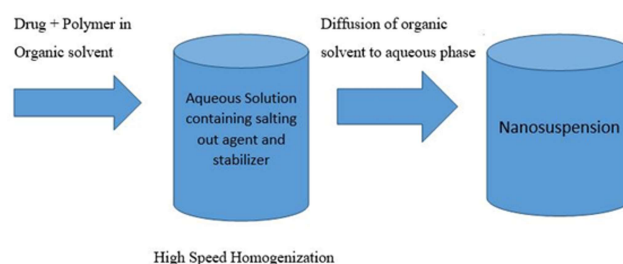 Drug + Polymer in
Organic solvent
Aqueous Solution
containing salting
out agent and
stabilizer
Diffusion of organic
solvent to aqueous phase
Nanosuspension
High Speed Homogenization